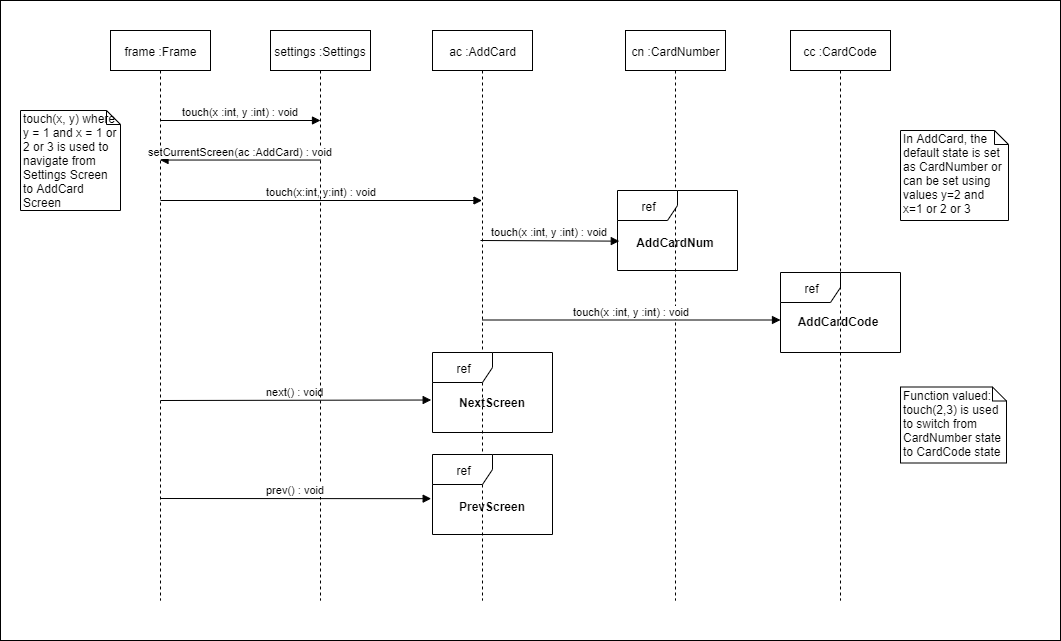 frame :Frame
settings :Settings
ac :AddCard
cn :CardNumber
cc :CardCode
touch(x, y) where
y = 1 and x = 1 or
2 or 3 is used to
navigate from
Settings Screen
to AddCard
Screen
touch(x :int, y :int) : void
setCurrentScreen(ac :AddCard) : void
touch(x:int, y:int) : void
In AddCard, the
default state is set
as CardNumber or
can be set using
values y=2 and
x=1 or 2 or 3
ref
AddCardNum
touch(x :int, y :int) : void
ref
AddCardCode
touch(x :int, y :int) : void
ref
NextScreen
next() : void
Function valued:
touch(2,3) is used
to switch from
CardNumber state
to CardCode state
ref
PrevScreen
prev() : void